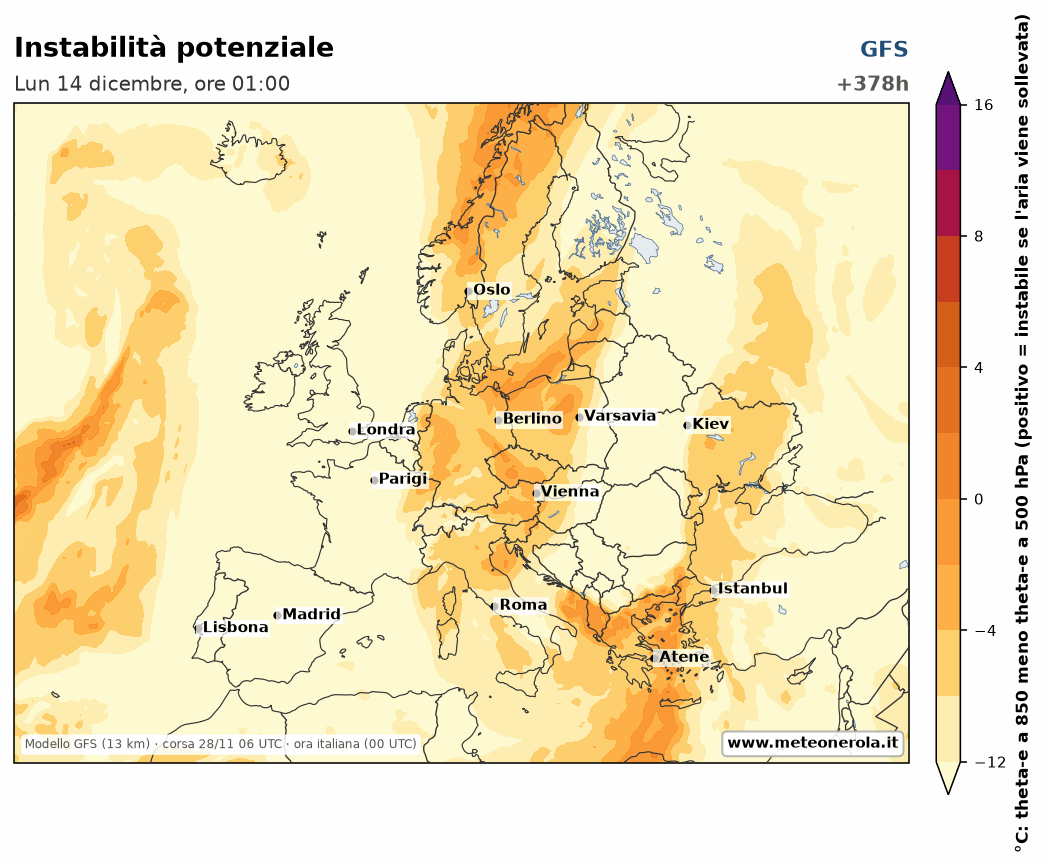 Instabilità potenziale
GFS
Lun 14 dicembre, ore 01:00
+378h
Oslo
Berlino
Varsavia
Londra
Kiev
Parigi
Vienna
Istanbul
Roma
Madrid
Lisbona
Atene
Modello GFS (13 km) · corsa 28/11 06 UTC · ora italiana (00 UTC)
www.meteonerola.it
16
8
4
0
−4
−12
°C: theta-e a 850 meno theta-e a 500 hPa (positivo = instabile se l'aria viene sollevata)